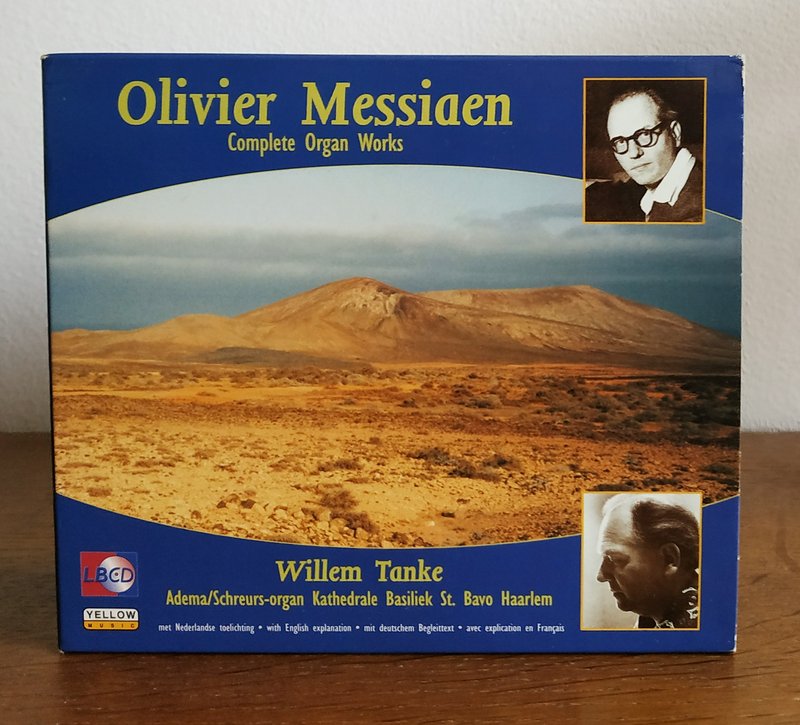 Olivier Messiaen
Complete Organ Works
Willem Tanke
Adema/Schreurs-organ Kathedrale Basiliek St. Bavo Haarlem
met Nederlandse toelichting • with English explanation • mit deutschem Begleittext • avec explication en Français
LBCD
YELLOW
MUSIC